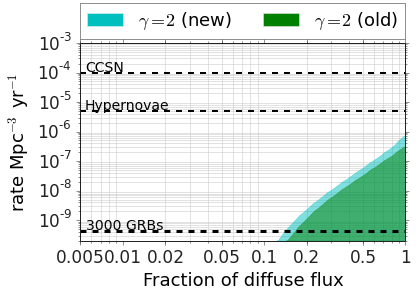 γ=2 (new) γ=2 (old)
10⁻³
CCSN
10⁻⁴
10⁻⁵
Hypernovae
10⁻⁶
10⁻⁷
10⁻⁸
10⁻⁹
3000 GRBs
rate Mpc⁻³ yr⁻¹
0.005 0.01 0.02 0.05 0.1 0.2 0.5 1
Fraction of diffuse flux